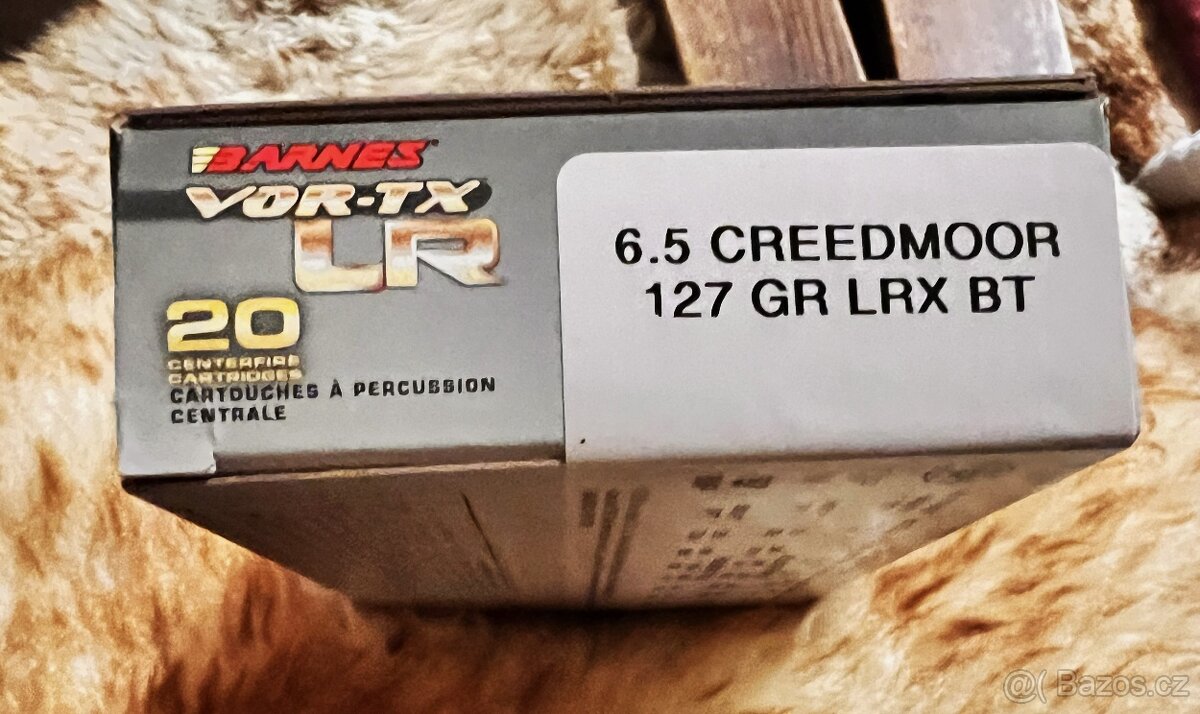 BARNES
VOR-TX
LR
20
CENTERFIRE
CARTRIDGES
CARTOUCHES À PERCUSSION
CENTRALE
6.5 CREEDMOOR
127 GR LRX BT
@( Bazos.cz